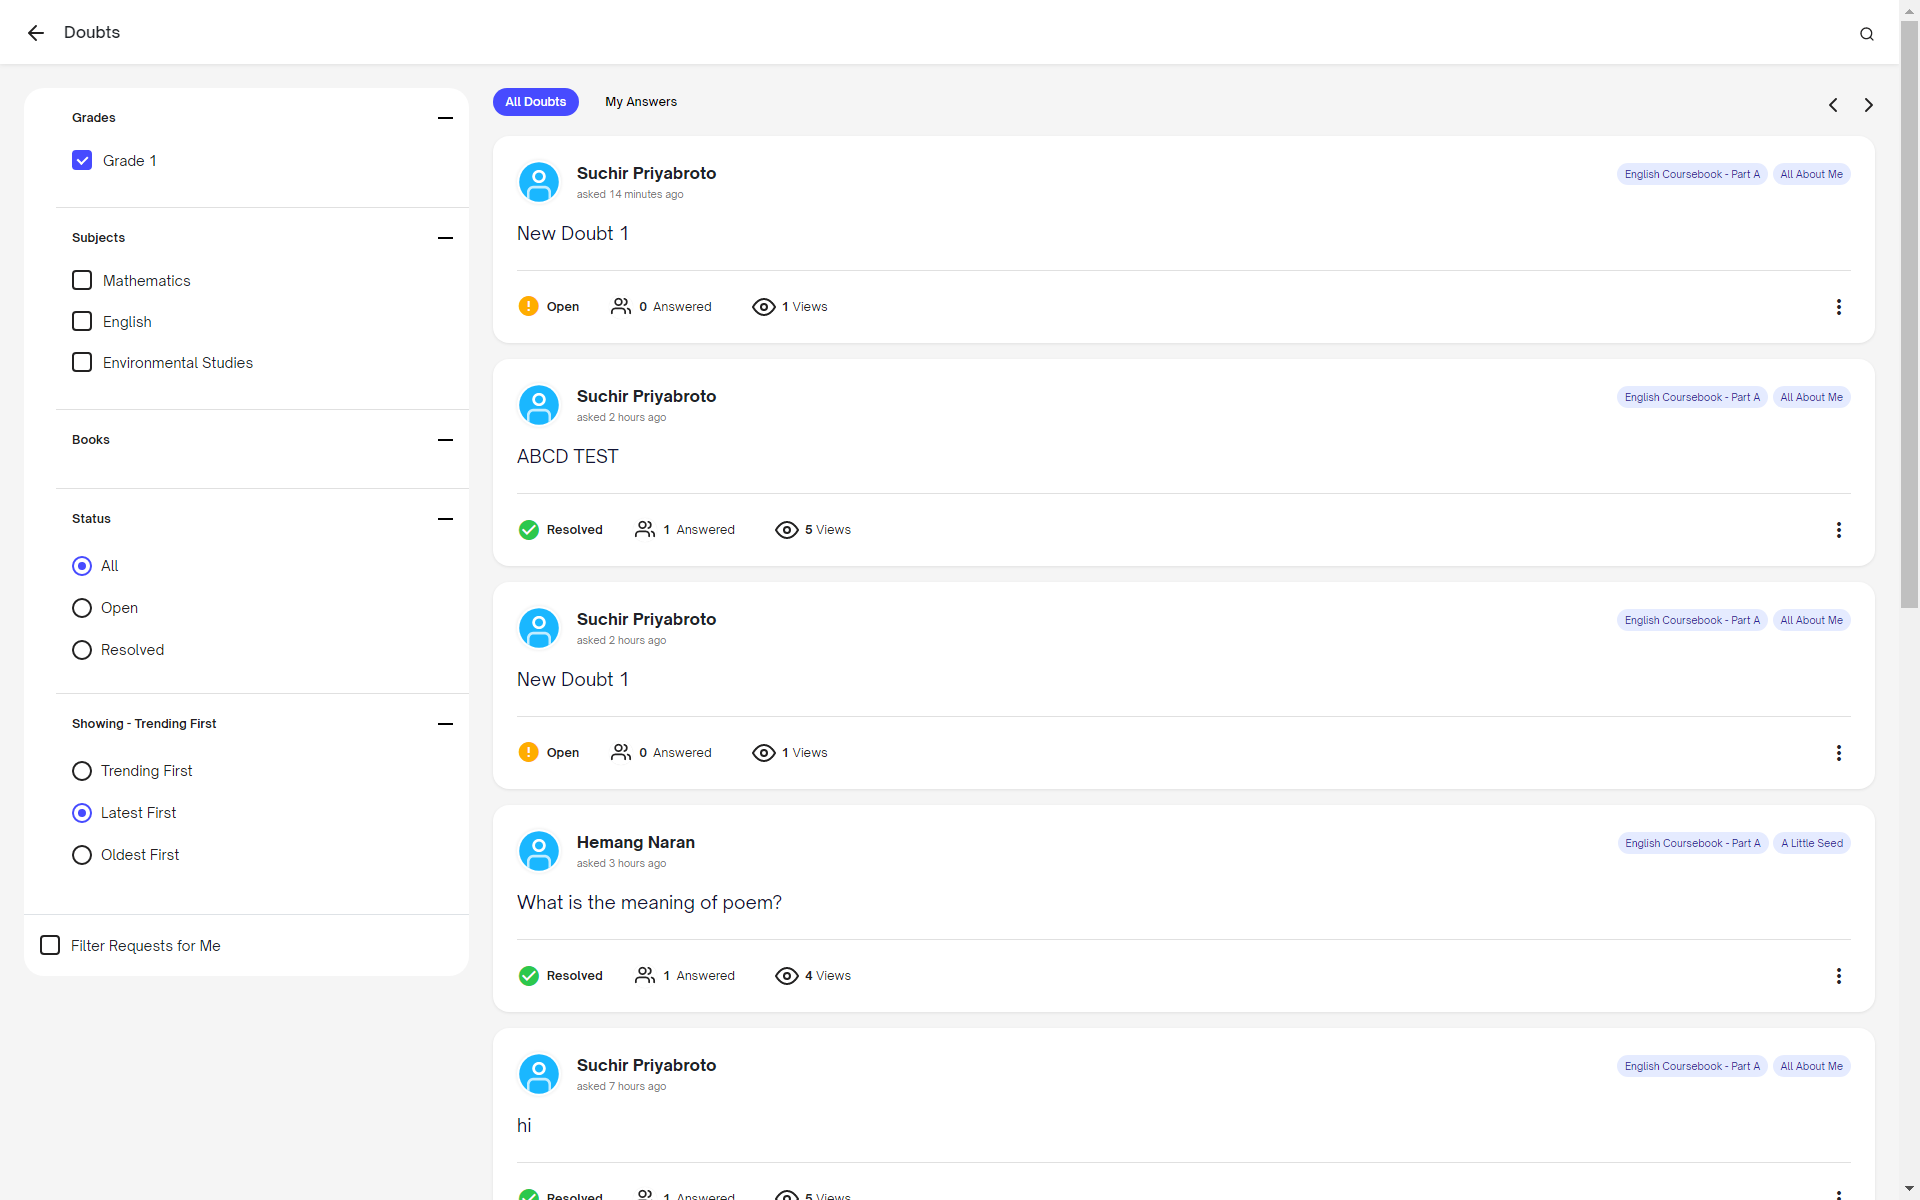 Doubts
Grades
Grade 1
Subjects
Mathematics
English
Environmental Studies
Books
Status
All
Open
Resolved
Showing - Trending First
Trending First
Latest First
Oldest First
Filter Requests for Me
All Doubts My Answers
Suchir Priyabroto
asked 14 minutes ago
English Coursebook - Part A All About Me
New Doubt 1
Open 0 Answered 1 Views
Suchir Priyabroto
asked 2 hours ago
English Coursebook - Part A All About Me
ABCD TEST
Resolved 1 Answered 5 Views
Suchir Priyabroto
asked 2 hours ago
English Coursebook - Part A All About Me
New Doubt 1
Open 0 Answered 1 Views
Hemang Naran
asked 3 hours ago
English Coursebook - Part A A Little Seed
What is the meaning of poem?
Resolved 1 Answered 4 Views
Suchir Priyabroto
asked 7 hours ago
English Coursebook - Part A All About Me
hi
Resolved 1 Answered 5 Views